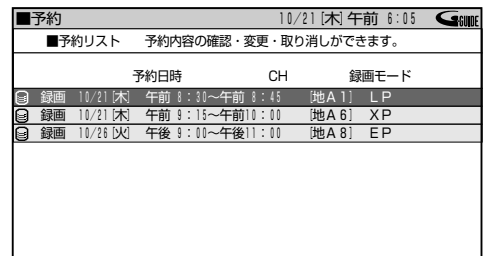 ■予約 10/21[木]午前 6:05 GGUIDE
■予約リスト 予約内容の確認・変更・取り消しができます。
予約日時 CH 録画モード
録画 10/21[木] 午前 8:30～午前 8:45 [地A 1] LP
録画 10/21[木] 午前 9:15～午前10:00 [地A 6] XP
録画 10/26[火] 午後 9:00～午後11:00 [地A 8] EP